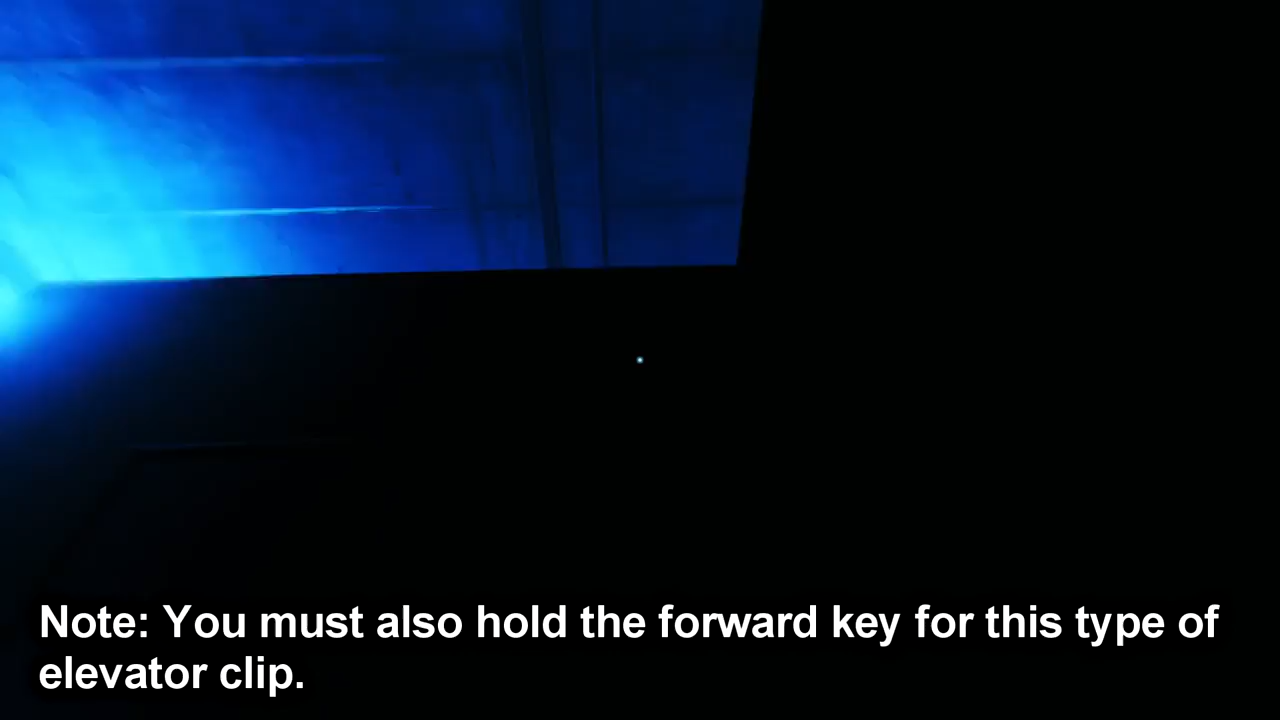 Note: You must also hold the forward key for this type of
elevator clip.